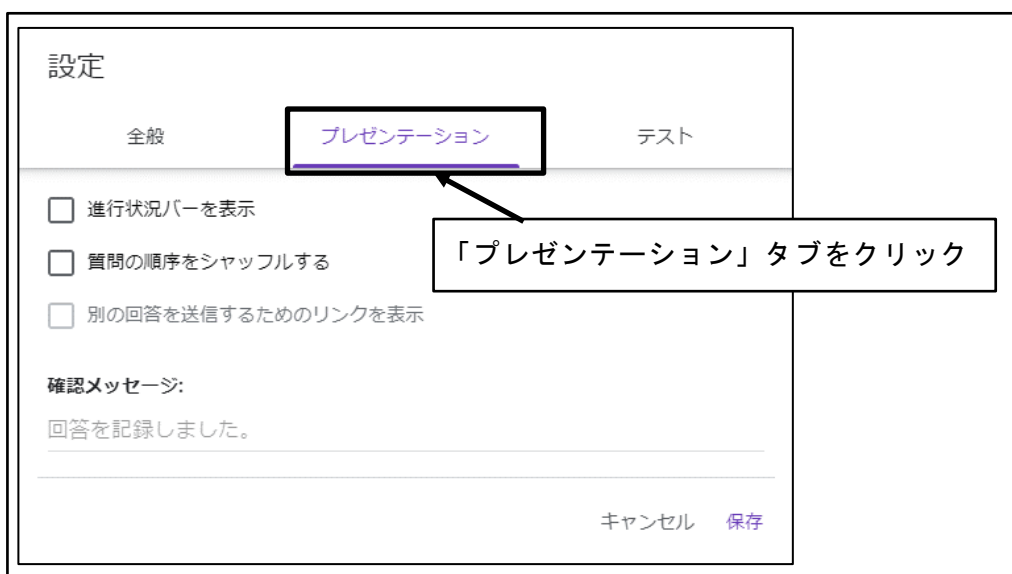 設定
全般 プレゼンテーション テスト
進行状況バーを表示
「プレゼンテーション」タブをクリック
質問の順序をシャッフルする
別の回答を送信するためのリンクを表示
確認メッセージ:
回答を記録しました。
キャンセル 保存